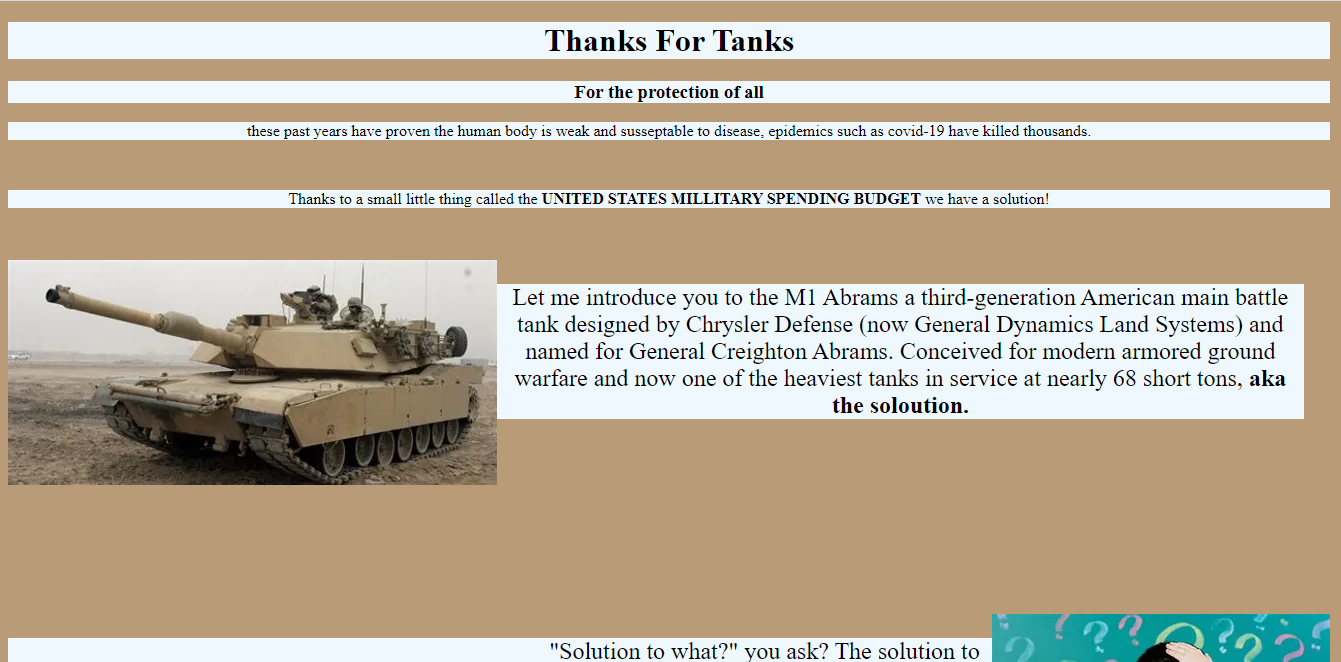 Thanks For Tanks
For the protection of all
these past years have proven the human body is weak and susseptable to disease, epidemics such as covid-19 have killed thousands.
Thanks to a small little thing called the UNITED STATES MILLITARY SPENDING BUDGET we have a solution!
Let me introduce you to the M1 Abrams a third-generation American main battle
tank designed by Chrysler Defense (now General Dynamics Land Systems) and
named for General Creighton Abrams. Conceived for modern armored ground
warfare and now one of the heaviest tanks in service at nearly 68 short tons, aka
the soloution.
"Solution to what?" you ask? The solution to